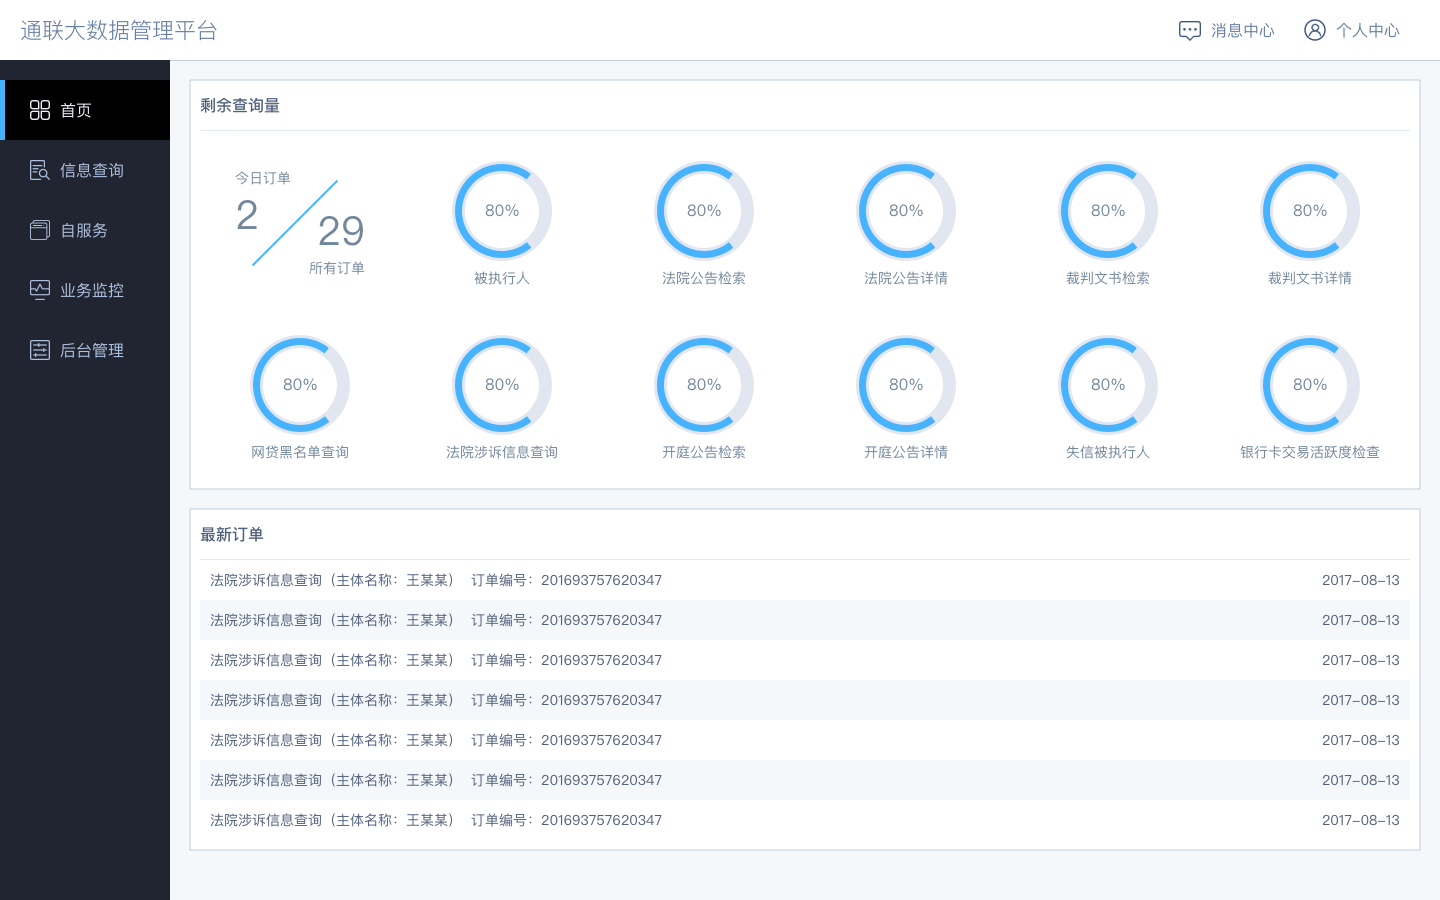 通联大数据管理平台
消息中心
个人中心
首页
信息查询
自服务
业务监控
后台管理
剩余查询量
今日订单
2
29
所有订单
80%
被执行人
80%
法院公告检索
80%
法院公告详情
80%
裁判文书检索
80%
裁判文书详情
80%
网贷黑名单查询
80%
法院涉诉信息查询
80%
开庭公告检索
80%
开庭公告详情
80%
失信被执行人
80%
银行卡交易活跃度检查
最新订单
法院涉诉信息查询（主体名称：王某某） 订单编号：201693757620347 2017-08-13
法院涉诉信息查询（主体名称：王某某） 订单编号：201693757620347 2017-08-13
法院涉诉信息查询（主体名称：王某某） 订单编号：201693757620347 2017-08-13
法院涉诉信息查询（主体名称：王某某） 订单编号：201693757620347 2017-08-13
法院涉诉信息查询（主体名称：王某某） 订单编号：201693757620347 2017-08-13
法院涉诉信息查询（主体名称：王某某） 订单编号：201693757620347 2017-08-13
法院涉诉信息查询（主体名称：王某某） 订单编号：201693757620347 2017-08-13